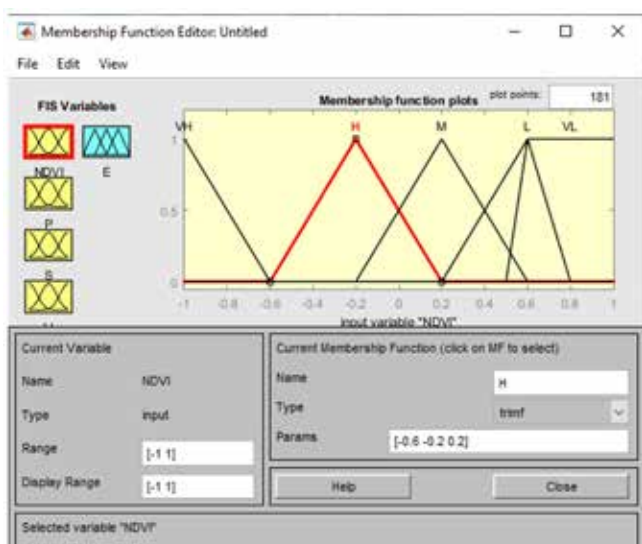 Membership Function Editor: Untitled
File Edit View
FIS Variables
NDVI
E
P
S
Membership function plots
plot points:
181
VH H M L VL
1
0.5
0
-1 -0.8 -0.6 -0.4 -0.2 0 0.2 0.4 0.6 0.8 1
input variable "NDVI"
Current Variable
Name NDVI
Type input
Range [-1 1]
Display Range [-1 1]
Current Membership Function (click on MF to select)
Name H
Type trimf
Params [-0.6 -0.2 0.2]
Help Close
Selected variable "NDVI"